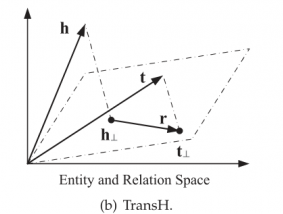 h
t
r
h⊥
t⊥
Entity and Relation Space
(b) TransH.